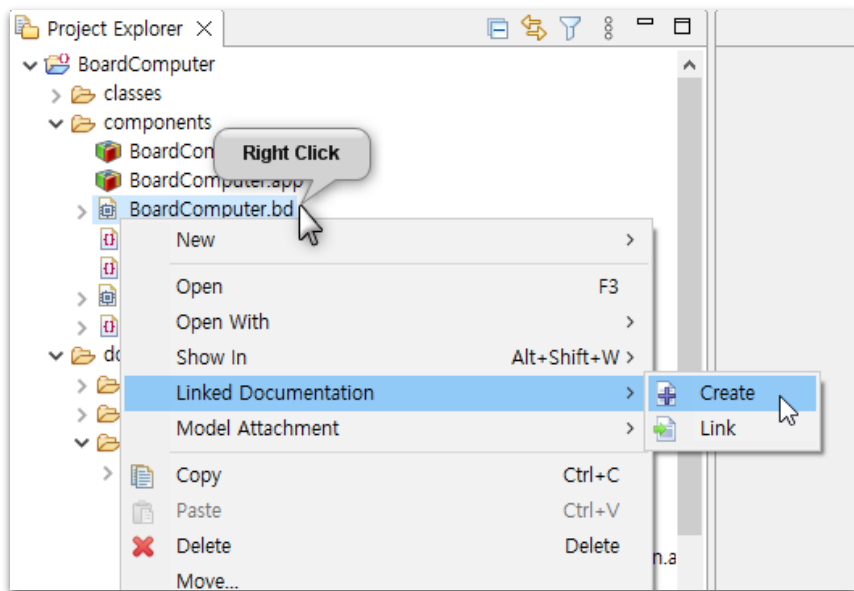 Project Explorer
BoardComputer
classes
components
Right Click
BoardCom
BoardComputer.app
BoardComputer.bd
New
Open F3
Open With
Show In Alt+Shift+W
Linked Documentation
Create
Model Attachment
Link
Copy Ctrl+C
Paste Ctrl+V
Delete Delete
n.a
Move...